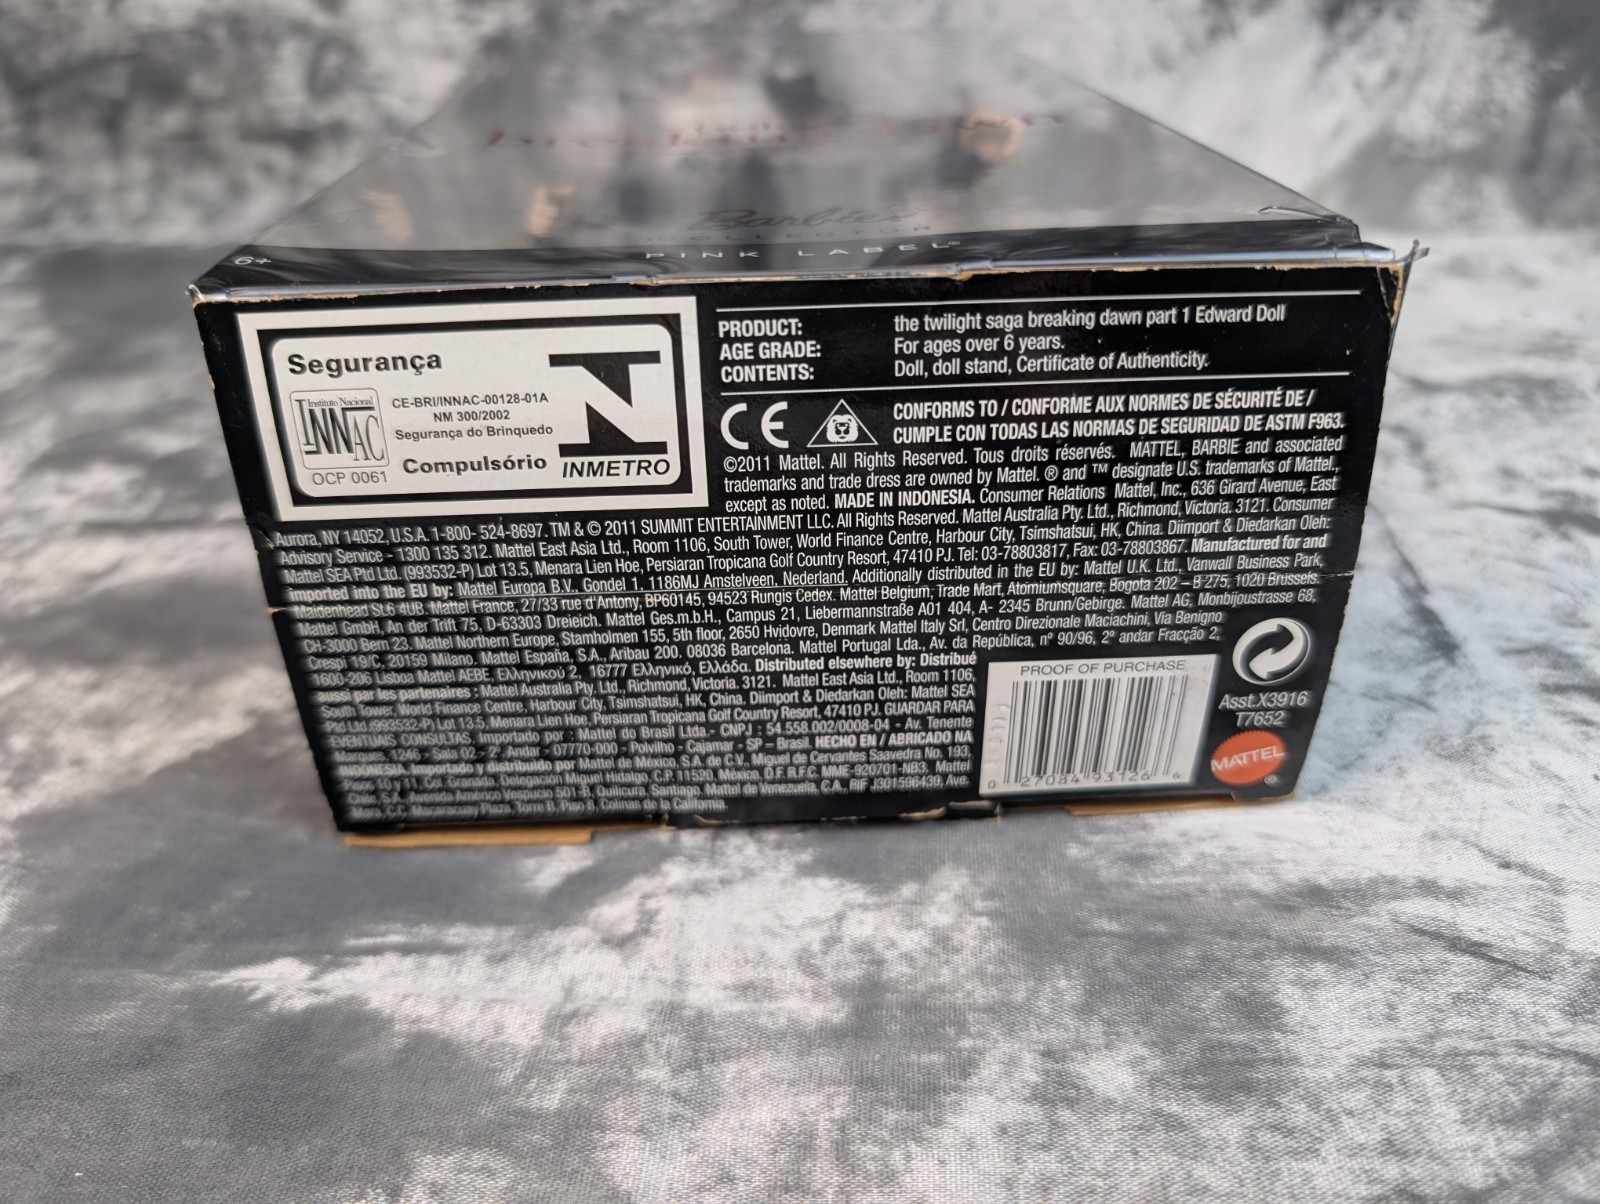 Barbie
COLLECTOR
PINK LABEL®
6+
Segurança
Instituto Nacional
INNAC
OCP 0061
CE-BRI/INNAC-00128-01A
NM 300/2002
Segurança do Brinquedo
Compulsório
INMETRO
PRODUCT: the twilight saga breaking dawn part 1 Edward Doll
AGE GRADE: For ages over 6 years.
CONTENTS: Doll, doll stand, Certificate of Authenticity.
CE
CONFORMS TO / CONFORME AUX NORMES DE SÉCURITÉ DE /
CUMPLE CON TODAS LAS NORMAS DE SEGURIDAD DE ASTM F963.
©2011 Mattel. All Rights Reserved. Tous droits réservés. MATTEL, BARBIE and associated
trademarks and trade dress are owned by Mattel. ® and ™ designate U.S. trademarks of Mattel,
except as noted. MADE IN INDONESIA. Consumer Relations Mattel, Inc., 636 Girard Avenue, East
Aurora, NY 14052, U.S.A. 1-800- 524-8697. TM & © 2011 SUMMIT ENTERTAINMENT LLC. All Rights Reserved. Mattel Australia Pty. Ltd., Richmond, Victoria. 3121. Consumer
Advisory Service - 1300 135 312. Mattel East Asia Ltd., Room 1106, South Tower, World Finance Centre, Harbour City, Tsimshatsui, HK, China. Diimport & Diedarkan Oleh:
Mattel SEA Ptd Ltd. (993532-P) Lot 13.5, Menara Lien Hoe, Persiaran Tropicana Golf Country Resort, 47410 PJ. Tel: 03-78803817, Fax: 03-78803867. Manufactured for and
imported into the EU by: Mattel Europa B.V., Gondel 1, 1186MJ Amstelveen, Nederland. Additionally distributed in the EU by: Mattel U.K. Ltd., Vanwall Business Park,
Maidenhead SL6 4UB. Mattel France, 27/33 rue d'Antony, BP60145, 94523 Rungis Cedex. Mattel Belgium, Trade Mart, Atomiumsquare, Bogota 202 – B 275, 1020 Brussels.
Mattel GmbH, An der Trift 75, D-63303 Dreieich. Mattel Ges.m.b.H., Campus 21, Liebermannstraße A01 404, A- 2345 Brunn/Gebirge. Mattel AG, Monbijoustrasse 68,
CH-3000 Bern 23. Mattel Northern Europe, Stamholmen 155, 5th floor, 2650 Hvidovre, Denmark Mattel Italy Srl, Centro Direzionale Maciachini, Via Benigno
Crespi 19/C, 20159 Milano. Mattel España, S.A., Aribau 200. 08036 Barcelona. Mattel Portugal Lda., Av. da República, nº 90/96, 2º andar Fracção 2,
1600-206 Lisboa Mattel AEBE, Ελληνικού 2, 16777 Ελληνικό, Ελλάδα. Distributed elsewhere by: Distribué
aussi par les partenaires : Mattel Australia Pty. Ltd., Richmond, Victoria. 3121. Mattel East Asia Ltd., Room 1106,
South Tower, World Finance Centre, Harbour City, Tsimshatsui, HK, China. Diimport & Diedarkan Oleh: Mattel SEA
Ptd Ltd.(993532-P) Lot 13.5, Menara Lien Hoe, Persiaran Tropicana Golf Country Resort, 47410 PJ. GUARDAR PARA
EVENTUAIS CONSULTAS. Importado por : Mattel do Brasil Ltda.- CNPJ : 54.558.002/0008-04 - Av. Tenente
Marques, 1246 - Sala 02 - 2º. Andar - 07770-000 - Polvilho - Cajamar - SP – Brasil. HECHO EN / ABRICADO NA
INDONESIA. Importado y distribuido por Mattel de México, S.A. de C.V., Miguel de Cervantes Saavedra No. 193,
Pisos 10 y 11, Col. Granada, Delegación Miguel Hidalgo, C.P. 11520, México, D.F. R.F.C. MME-920701-NB3. Mattel
Chile, S.A., Avenida Américo Vespucio 501-B, Quilicura, Santiago. Mattel de Venezuela, C.A., RIF J301596439, Ave.
Mara, C.C. Macaracuay Plaza, Torre B, Piso 8, Colinas de la California.
PROOF OF PURCHASE
0 27084 93126 4
Asst.X3916
T7652
MATTEL®